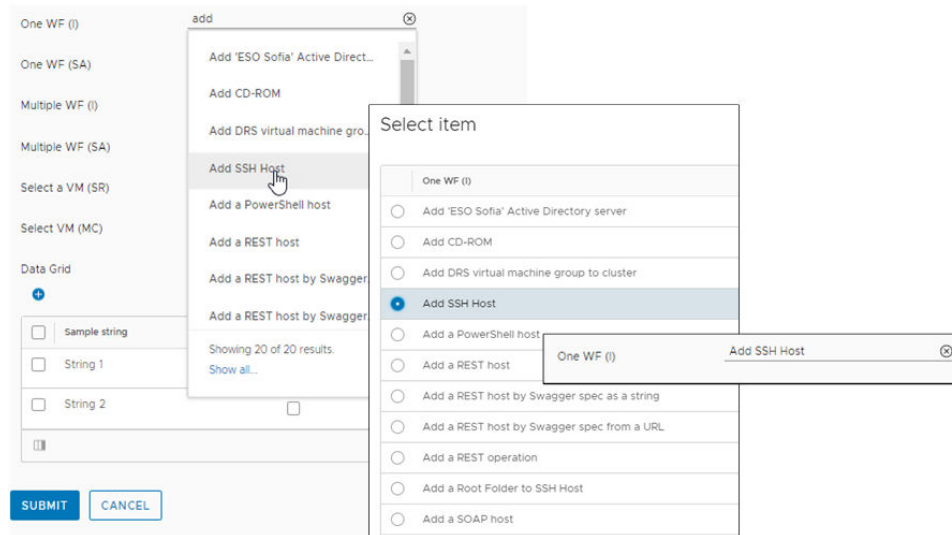 One WF (I)
add
One WF (SA)
Multiple WF (I)
Multiple WF (SA)
Select a VM (SR)
Select VM (MC)
Data Grid
Sample string
String 1
String 2
SUBMIT
CANCEL
Add 'ESO Sofia' Active Direct...
Add CD-ROM
Add DRS virtual machine gro...
Add SSH Host
Add a PowerShell host
Add a REST host
Add a REST host by Swagger
Add a REST host by Swagger
Showing 20 of 20 results.
Show all...
Select item
One WF (I)
Add 'ESO Sofia' Active Directory server
Add CD-ROM
Add DRS virtual machine group to cluster
Add SSH Host
Add a PowerShell host
Add a REST host
Add a REST host by Swagger spec as a string
Add a REST host by Swagger spec from a URL
Add a REST operation
Add a Root Folder to SSH Host
Add a SOAP host
One WF (I)
Add SSH Host